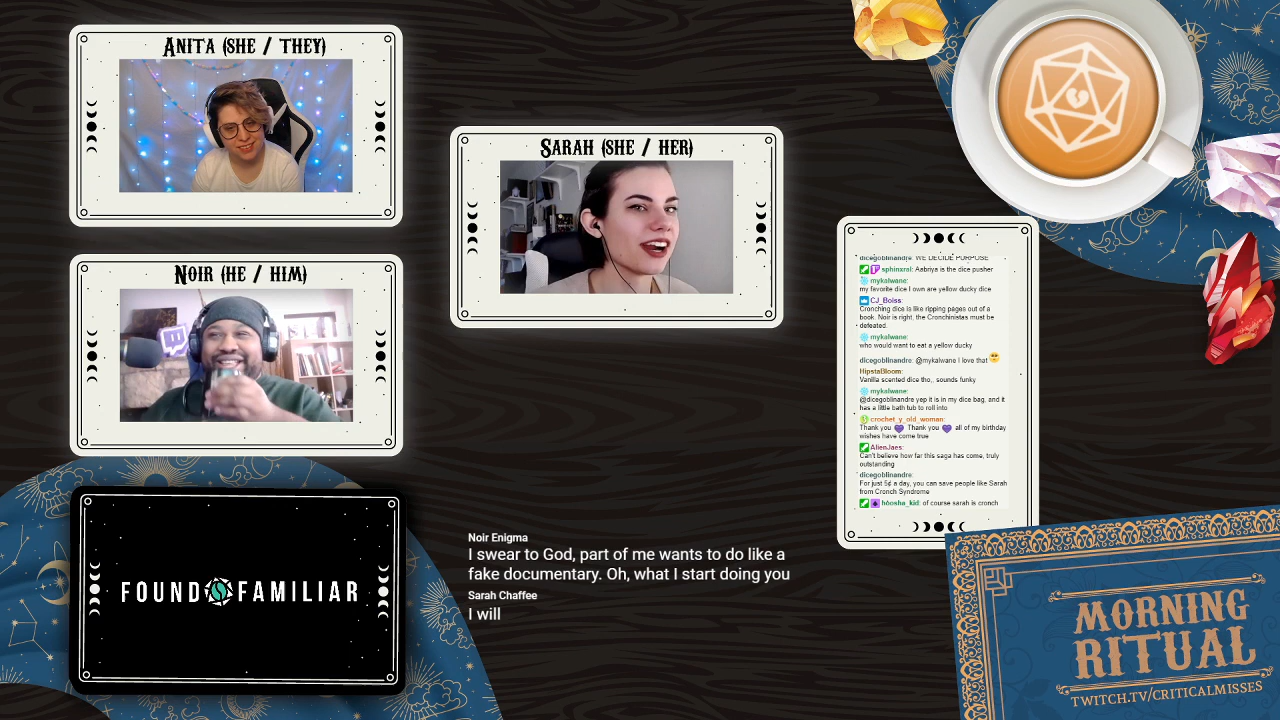 ANITA (SHE / THEY)
SARAH (SHE / HER)
NOIR (HE / HIM)
FOUND FAMILIAR
Noir Enigma
I swear to God, part of me wants to do like a
fake documentary. Oh, what I start doing you
Sarah Chaffee
I will
dicegoblinandre: WE DECIDE PURPOSE
sphinxral: Aabriya is the dice pusher
mykalwane:
my favorite dice I own are yellow ducky dice
CJ_Boiss:
Cronching dice is like ripping pages out of a
book. Noir is right, the Cronchinistas must be
defeated.
mykalwane:
who would want to eat a yellow ducky
dicegoblinandre: @mykalwane I love that
HipstaBloom:
Vanilla scented dice tho,, sounds funky
mykalwane:
@dicegoblinandre yep it is in my dice bag, and it
has a little bath tub to roll into
crochet_y_old_woman:
Thank you Thank you all of my birthday
wishes have come true
AlienJaes:
Can't believe how far this saga has come, truly
outstanding
dicegoblinandre:
For just 5¢ a day, you can save people like Sarah
from Cronch Syndrome
hoosha_kid: of course sarah is cronch
MORNING
RITUAL
TWITCH.TV/CRITICALMISSES